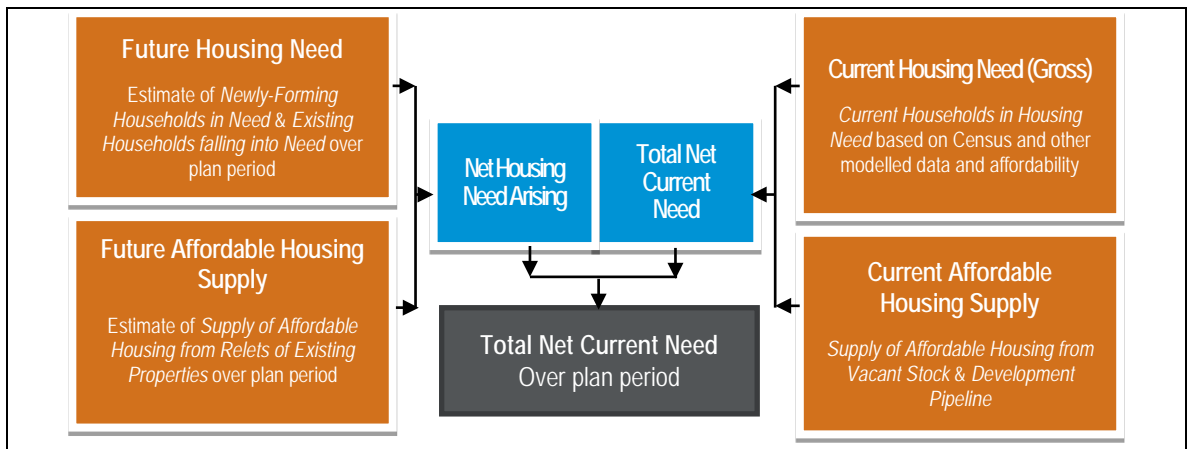 Future Housing Need
Estimate of Newly-Forming
Households in Need & Existing
Households falling into Need over
plan period
Future Affordable Housing
Supply
Estimate of Supply of Affordable
Housing from Relets of Existing
Properties over plan period
Net Housing
Need Arising
Total Net
Current
Need
Total Net Current Need
Over plan period
Current Housing Need (Gross)
Current Households in Housing
Need based on Census and other
modelled data and affordability
Current Affordable
Housing Supply
Supply of Affordable Housing from
Vacant Stock & Development
Pipeline